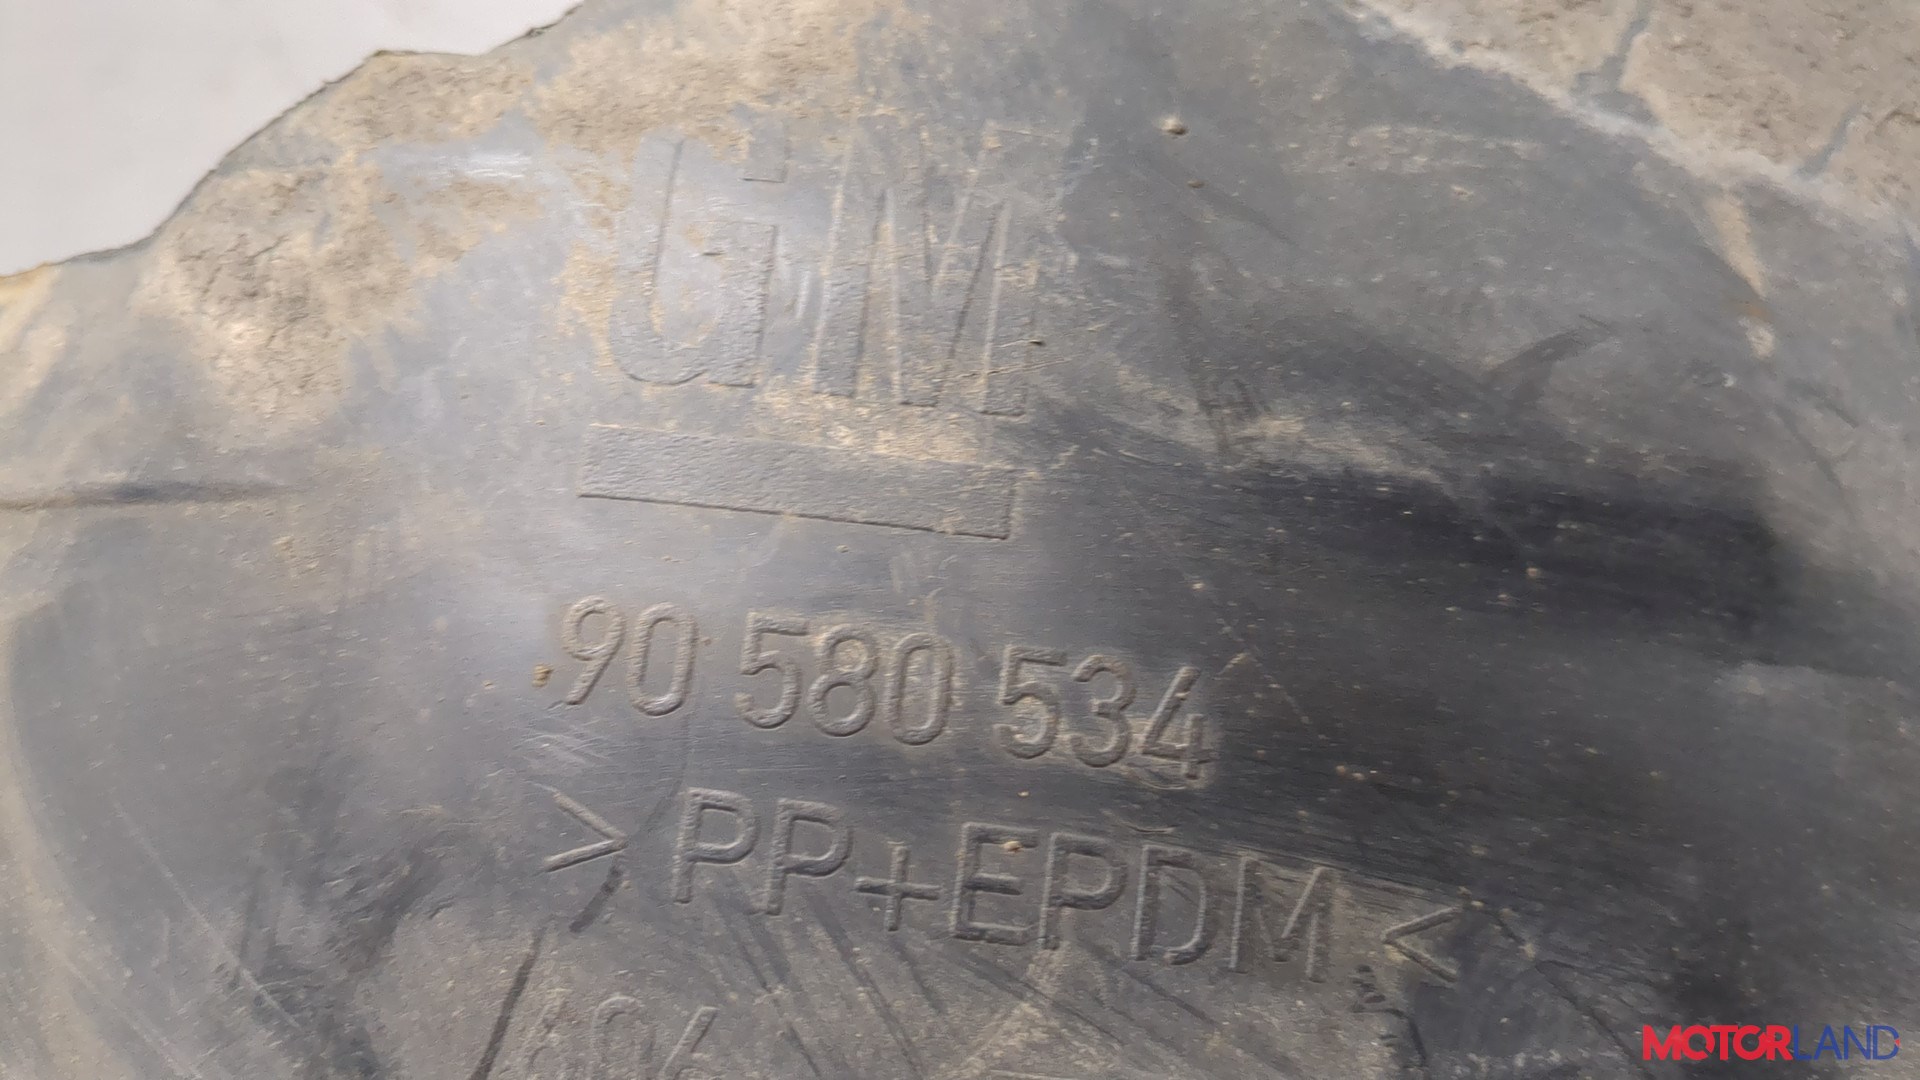 GM
90 580 534
>PP+EPDM<
MOTORLAND